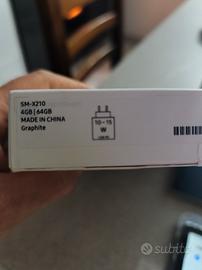 SM-X210
4GB | 64GB
MADE IN CHINA
Graphite
10 - 15
W
subito